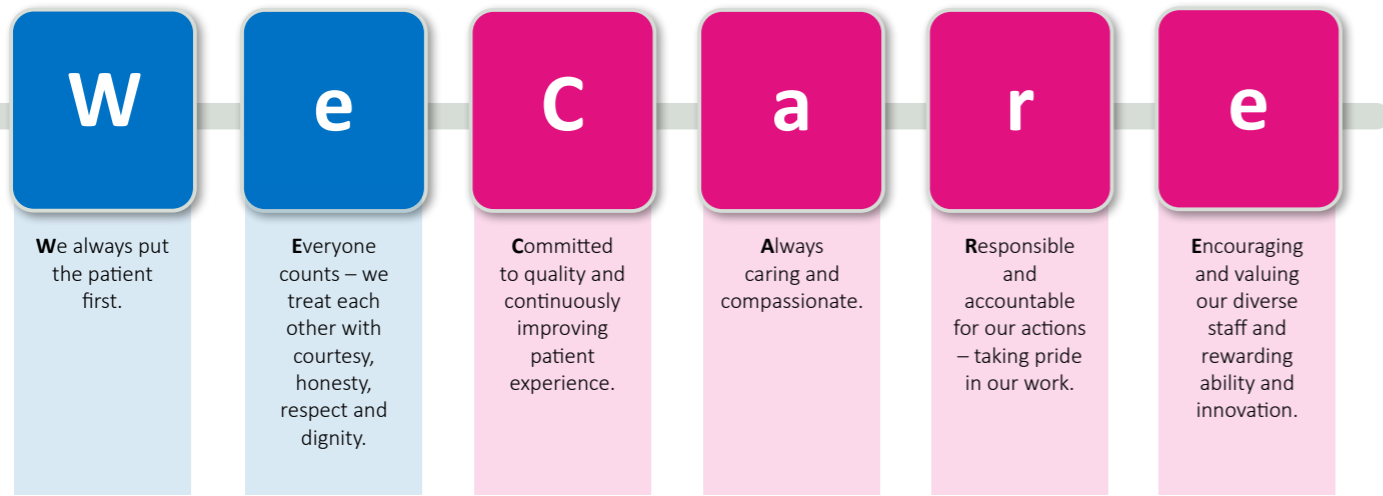 W
e
C
a
r
e
We always put
the patient
first.
Everyone
counts – we
treat each
other with
courtesy,
honesty,
respect and
dignity.
Committed
to quality and
continuously
improving
patient
experience.
Always
caring and
compassionate.
Responsible
and
accountable
for our actions
– taking pride
in our work.
Encouraging
and valuing
our diverse
staff and
rewarding
ability and
innovation.